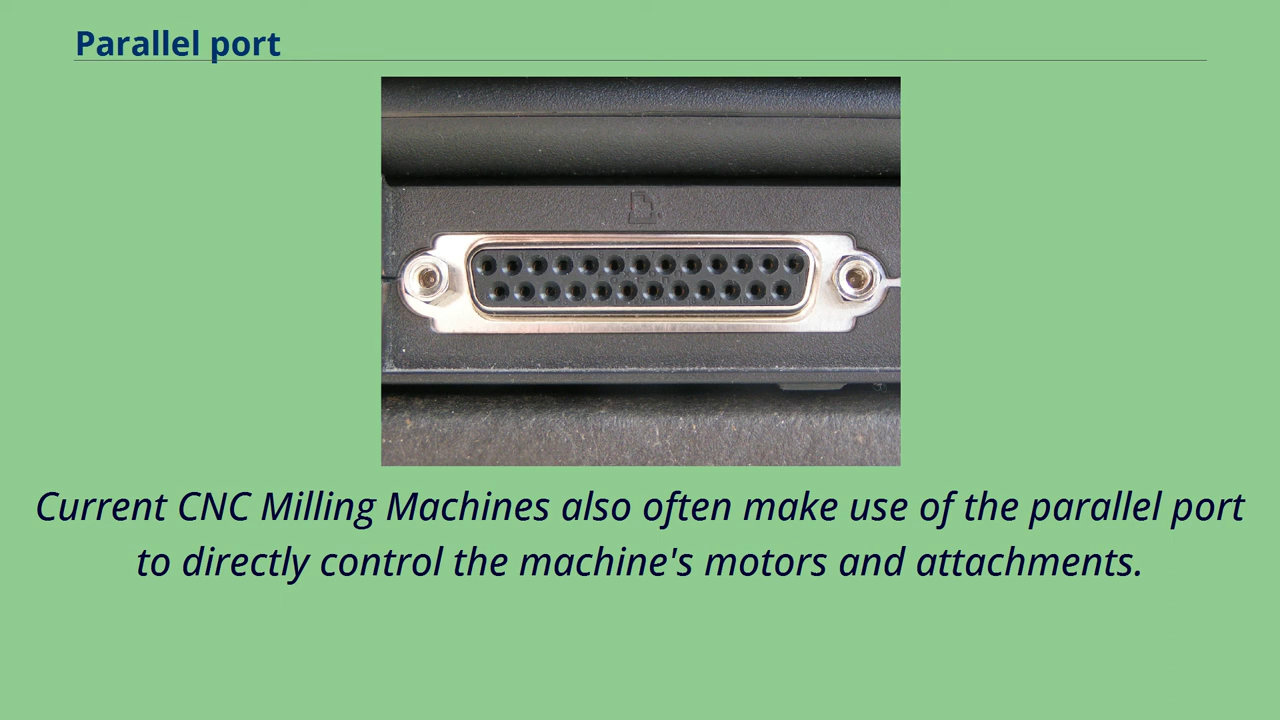 Parallel port
Current CNC Milling Machines also often make use of the parallel port
to directly control the machine's motors and attachments.